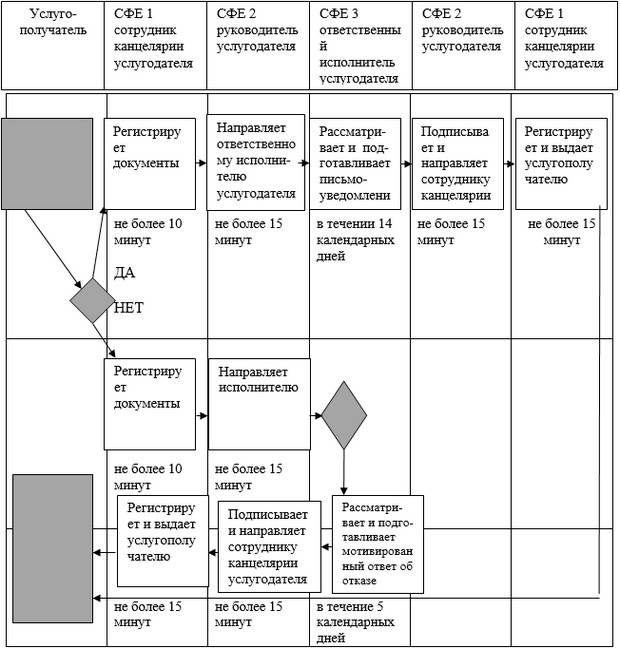 Услуго-
получатель
СФЕ 1
сотрудник
канцелярии
услугодателя
СФЕ 2
руководитель
услугодателя
СФЕ 3
ответственны
й
исполнитель
услугодателя
СФЕ 2
руководитель
услугодателя
СФЕ 1
сотрудник
канцелярии
услугодателя
Регистриру
ет
документы
Направляет
ответственно
му исполни-
телю
услугодателя
Рассматри-
вает и под-
готавливает
письмо-
уведомлени
Подписыва
ет и
направляет
сотруднику
канцелярии
Регистриру
ет и выдает
услугополу
чателю
не более 10
минут
не более 15
минут
в течении 14
календарных
дней
не более 15
минут
не более 15
минут
ДА
НЕТ
Регистриру
ет
документы
Направляет
исполнителю
не более 10
минут
не более 15
минут
Регистриру
ет и выдает
услугополу
чателю
Подписывает
и направляет
сотруднику
канцелярии
услугодателя
Рассматри-
вает и подго-
тавливает
мотивирован
ный ответ об
отказе
не более 15
минут
не более 15
минут
в течение 5
календарных
дней